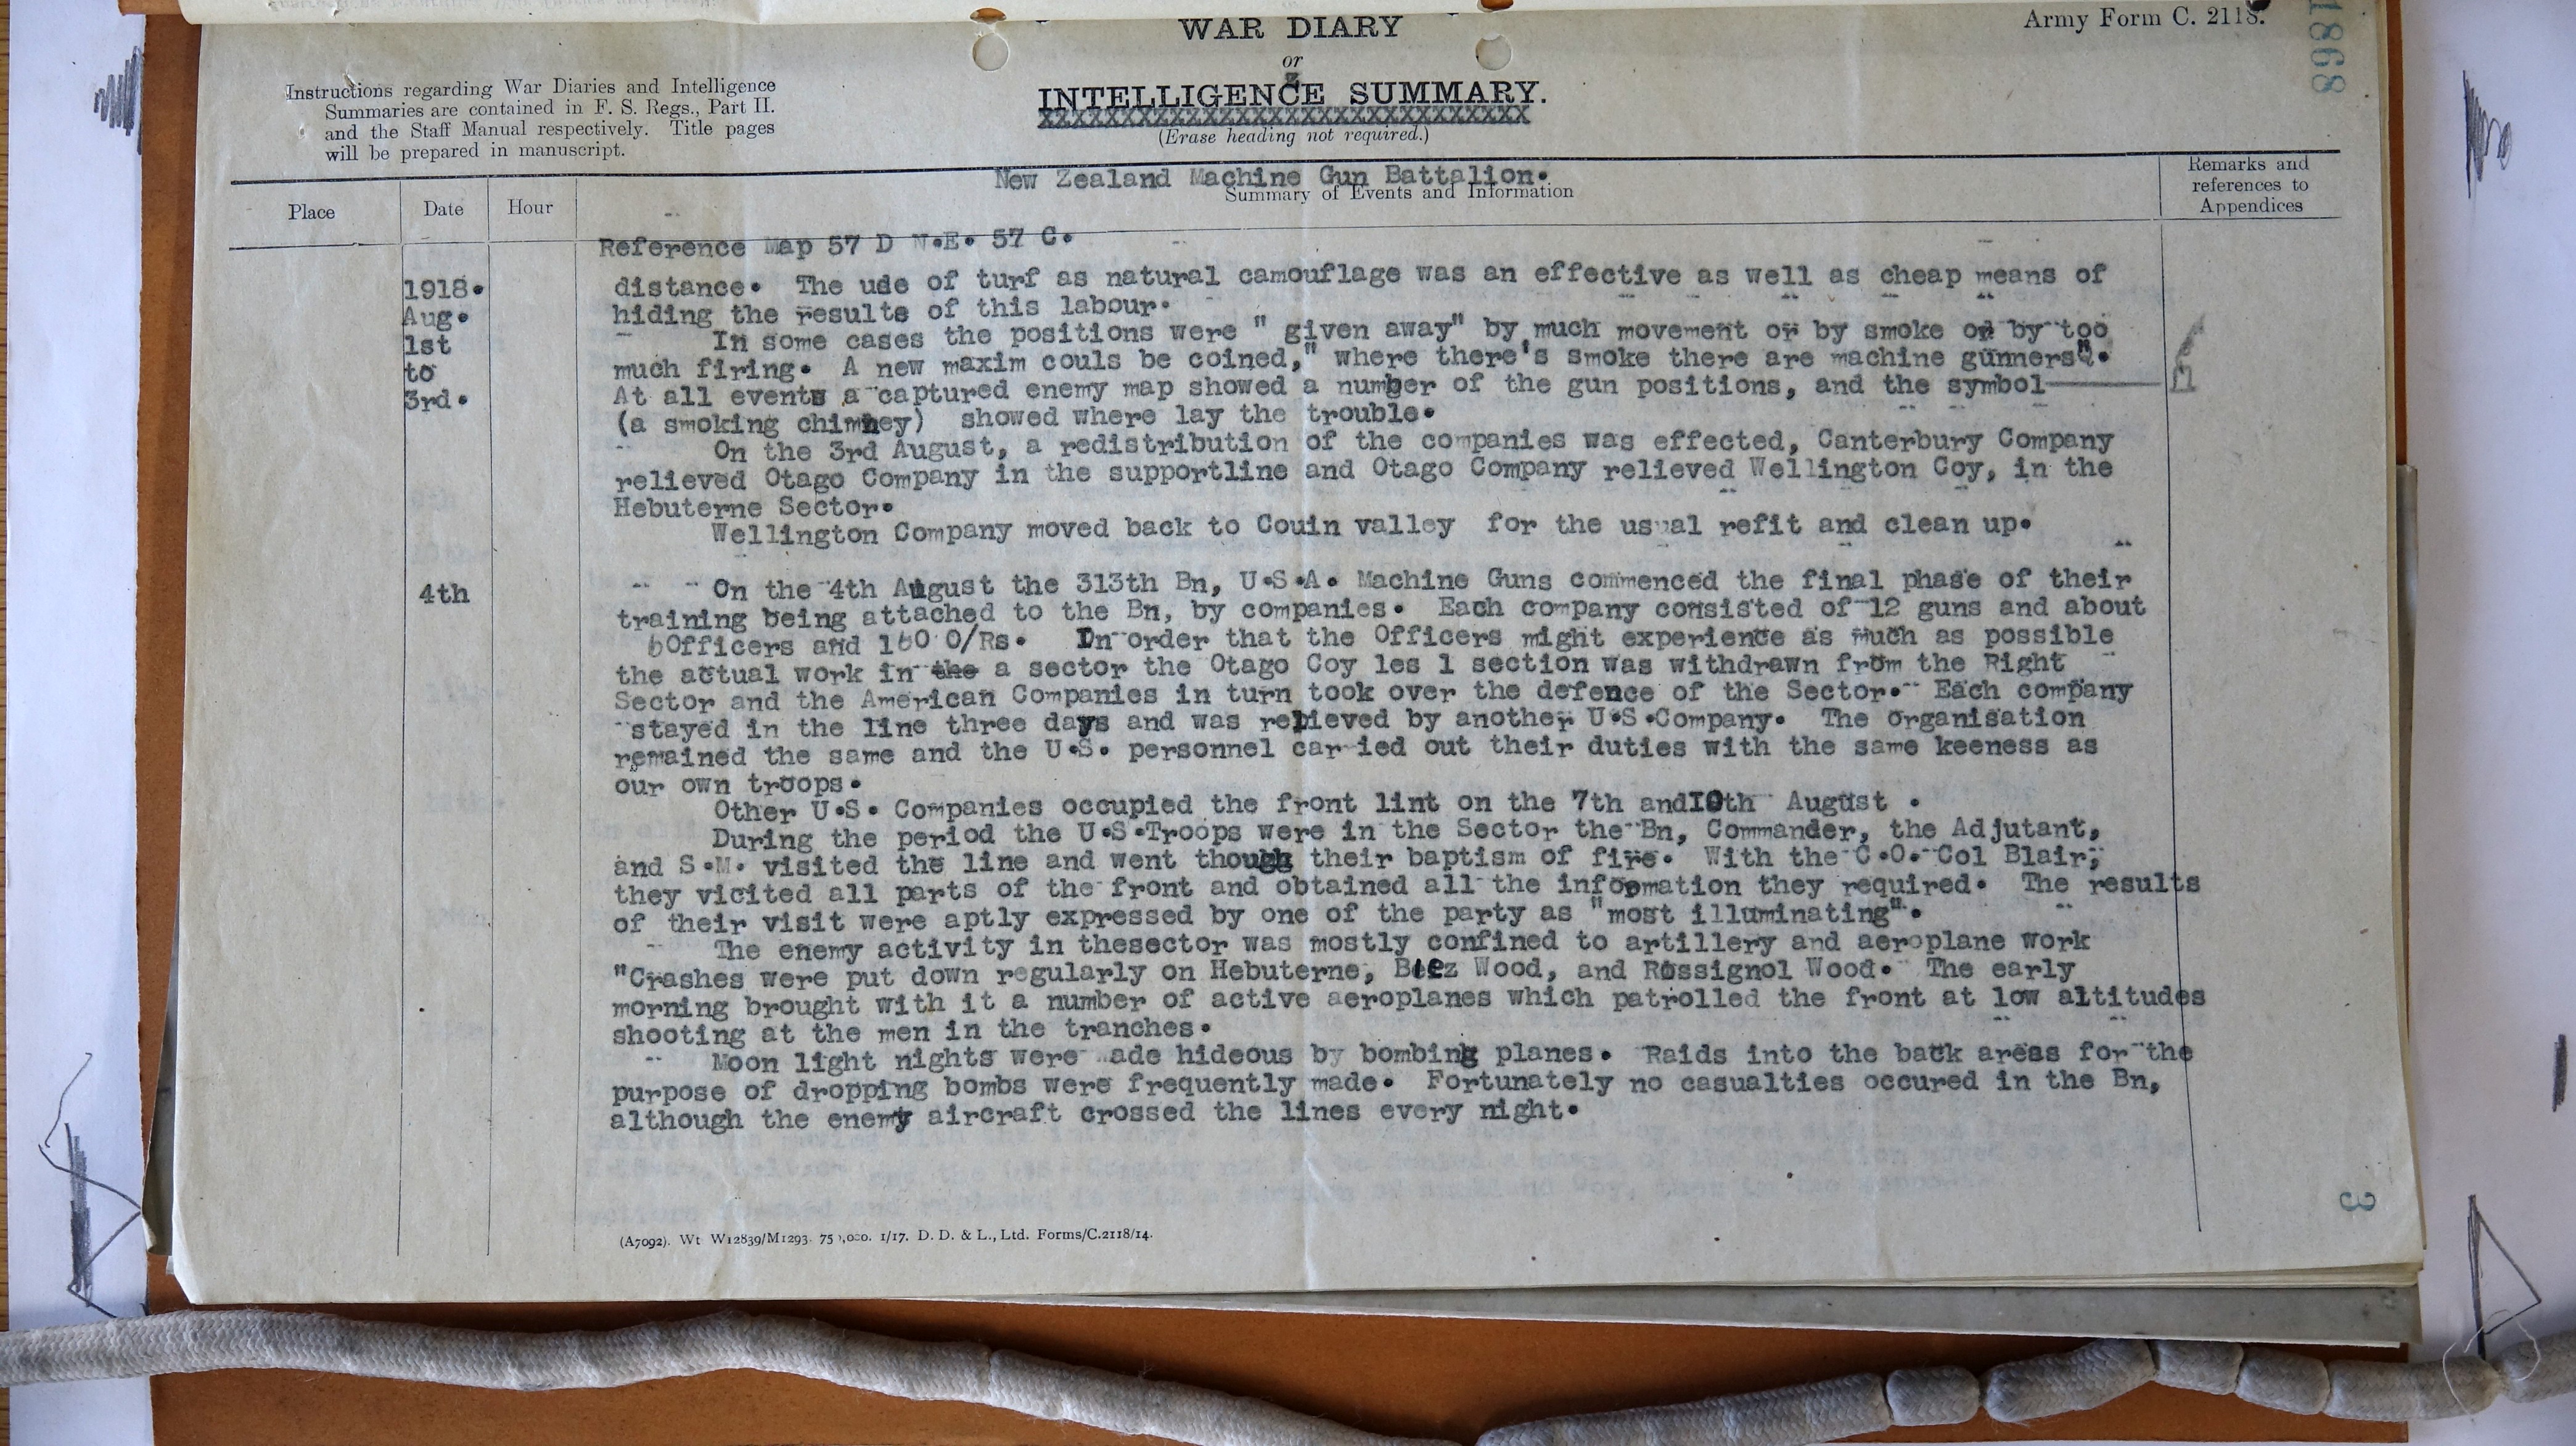 WAR DIARY
Army Form C. 2118.
1868
or
Instructions regarding War Diaries and Intelligence
Summaries are contained in F. S. Regs., Part II.
and the Staff Manual respectively. Title pages
will be prepared in manuscript.
INTELLIGENCE SUMMARY.
XXXXXXXXXXXXXXXXXXXXXXXXXXXXX
(Erase heading not required.)
New Zealand Machine Gun Battalion.
Summary of Events and Information
Remarks and
references to
Appendices
Place
Date
Hour
Reference Map 57 D N.E. 57 C.
1918.
Aug.
1st
to
3rd.
distance. The ude of turf as natural camouflage was an effective as well as cheap means of
hiding the results of this labour.
In some cases the positions were " given away" by much movement or by smoke or by too
much firing. A new maxim couls be coined," where there's smoke there are machine gunners".
At all events a captured enemy map showed a number of the gun positions, and the symbol
(a smoking chimney) showed where lay the trouble.
On the 3rd August, a redistribution of the companies was effected, Canterbury Company
relieved Otago Company in the supportline and Otago Company relieved Wellington Coy, in the
Hebuterne Sector.
Wellington Company moved back to Couin valley for the usual refit and clean up.
4th
On the 4th August the 313th Bn, U.S.A. Machine Guns commenced the final phase of their
training being attached to the Bn, by companies. Each company consisted of 12 guns and about
6Officers and 160 O/Rs. In order that the Officers might experience as much as possible
the actual work in the a sector the Otago Coy les 1 section was withdrawn from the Right
Sector and the American Companies in turn took over the defence of the Sector. Each company
stayed in the line three days and was relieved by another U.S.Company. The organisation
remained the same and the U.S. personnel carried out their duties with the same keeness as
our own troops.
Other U.S. Companies occupied the front lint on the 7th and10th August .
During the period the U.S.Troops were in the Sector the Bn, Commander, the Adjutant,
and S.M. visited the line and went though their baptism of fire. With the C.O. Col Blair,
they vicited all parts of the front and obtained all the information they required. The results
of their visit were aptly expressed by one of the party as "most illuminating".
The enemy activity in thesector was mostly confined to artillery and aeroplane work
"Crashes were put down regularly on Hebuterne, Biez Wood, and Rossignol Wood. The early
morning brought with it a number of active aeroplanes which patrolled the front at low altitudes
shooting at the men in the tranches.
Moon light nights were made hideous by bombing planes. Raids into the back areas for the
purpose of dropping bombs were frequently made. Fortunately no casualties occured in the Bn,
although the enemy aircraft crossed the lines every night.
3
(A7092). Wt W12839/M1293. 750,000. 1/17. D. D. & L., Ltd. Forms/C.2118/14.